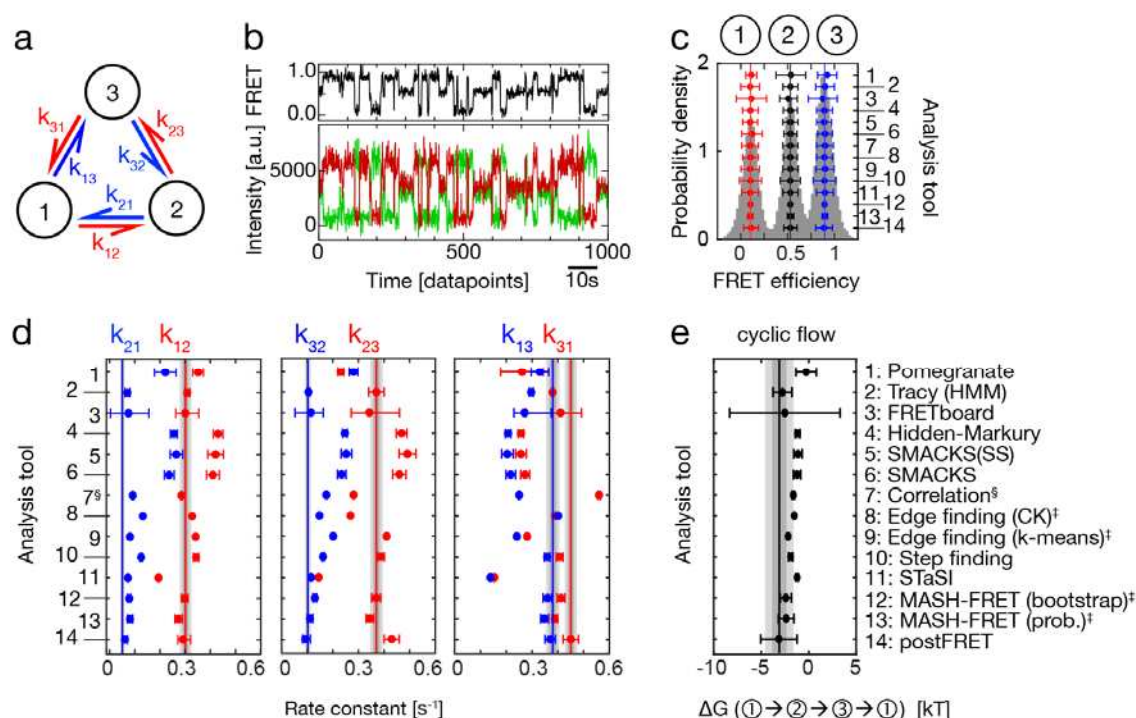 a
3
k31
k13
k23
k32
1
2
k21
k12
b
FRET
1.0
0.0
Intensity [a.u.]
5000
0
0
500
1000
Time [datapoints]
10s
c
1
2
3
Probability density
2
1
0
0
0.5
1
FRET efficiency
1
2
3
4
5
6
7
8
9
10
11
12
13
14
Analysis tool
d
k21
k12
k32
k23
k13
k31
Analysis tool
1
2
3
4
5
6
7§
8
9
10
11
12
13
14
0
0.3
0.6
0
0.3
0.6
0
0.3
0.6
Rate constant [s-1]
e
cyclic flow
Analysis tool
-10
-5
0
5
ΔG (①→②→③→①) [kT]
1: Pomegranate
2: Tracy (HMM)
3: FRETboard
4: Hidden-Markury
5: SMACKS(SS)
6: SMACKS
7: Correlation§
8: Edge finding (CK)‡
9: Edge finding (k-means)‡
10: Step finding
11: STaSI
12: MASH-FRET (bootstrap)‡
13: MASH-FRET (prob.)‡
14: postFRET